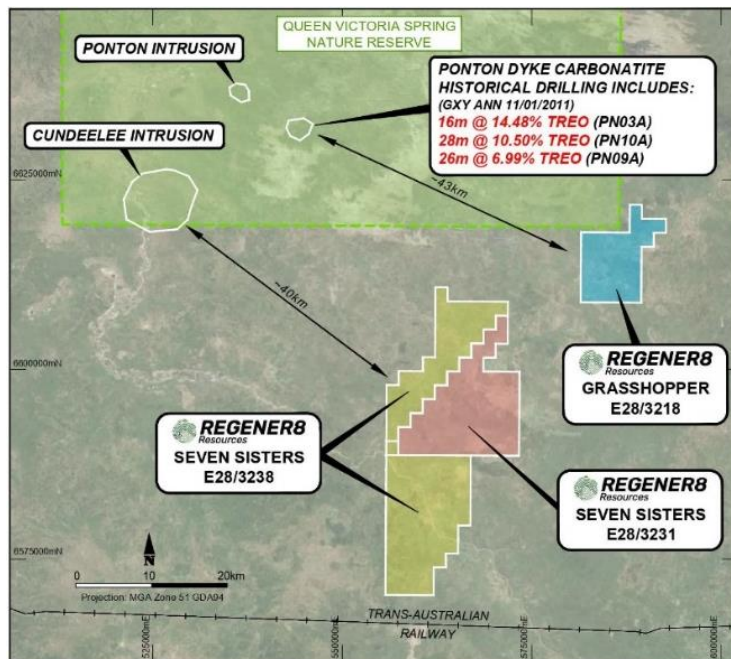 QUEEN VICTORIA SPRING
NATURE RESERVE
PONTON INTRUSION
CUNDEELEE INTRUSION
PONTON DYKE CARBONATITE
HISTORICAL DRILLING INCLUDES:
(GXY ANN 11/01/2011)
16m @ 14.48% TREO (PN03A)
28m @ 10.50% TREO (PN10A)
26m @ 6.99% TREO (PN09A)
6625000mN
~43km
~40km
6600000mN
REGENER8
Resources
GRASSHOPPER
E28/3218
REGENER8
Resources
SEVEN SISTERS
E28/3238
REGENER8
Resources
SEVEN SISTERS
E28/3231
6575000mN
N
0 10 20km
Projection: MGA Zone 51 GDA94
TRANS-AUSTRALIAN
RAILWAY
525000mE
550000mE
575000mE